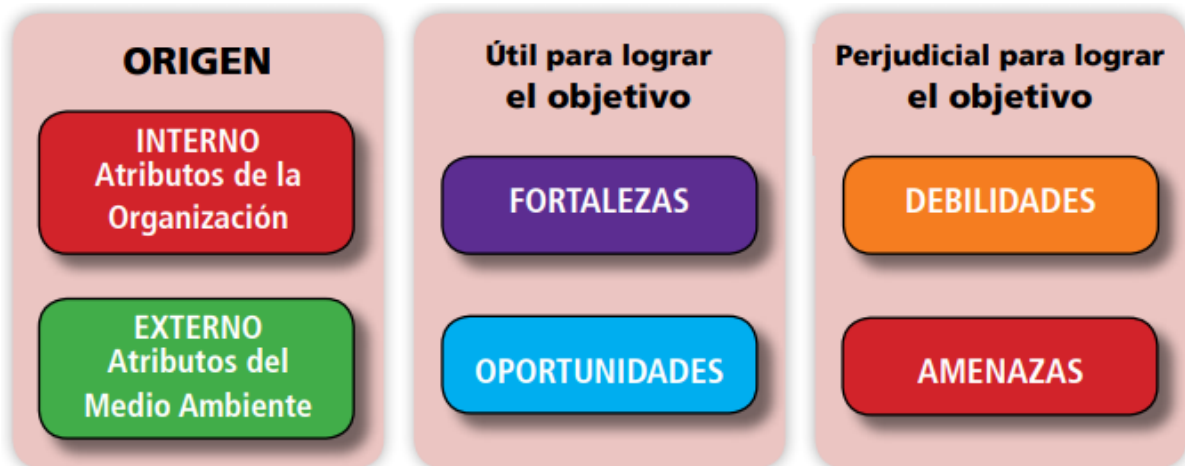 ORIGEN
INTERNO
Atributos de la
Organización
EXTERNO
Atributos del
Medio Ambiente
Útil para lograr
el objetivo
FORTALEZAS
OPORTUNIDADES
Perjudicial para lograr
el objetivo
DEBILIDADES
AMENAZAS